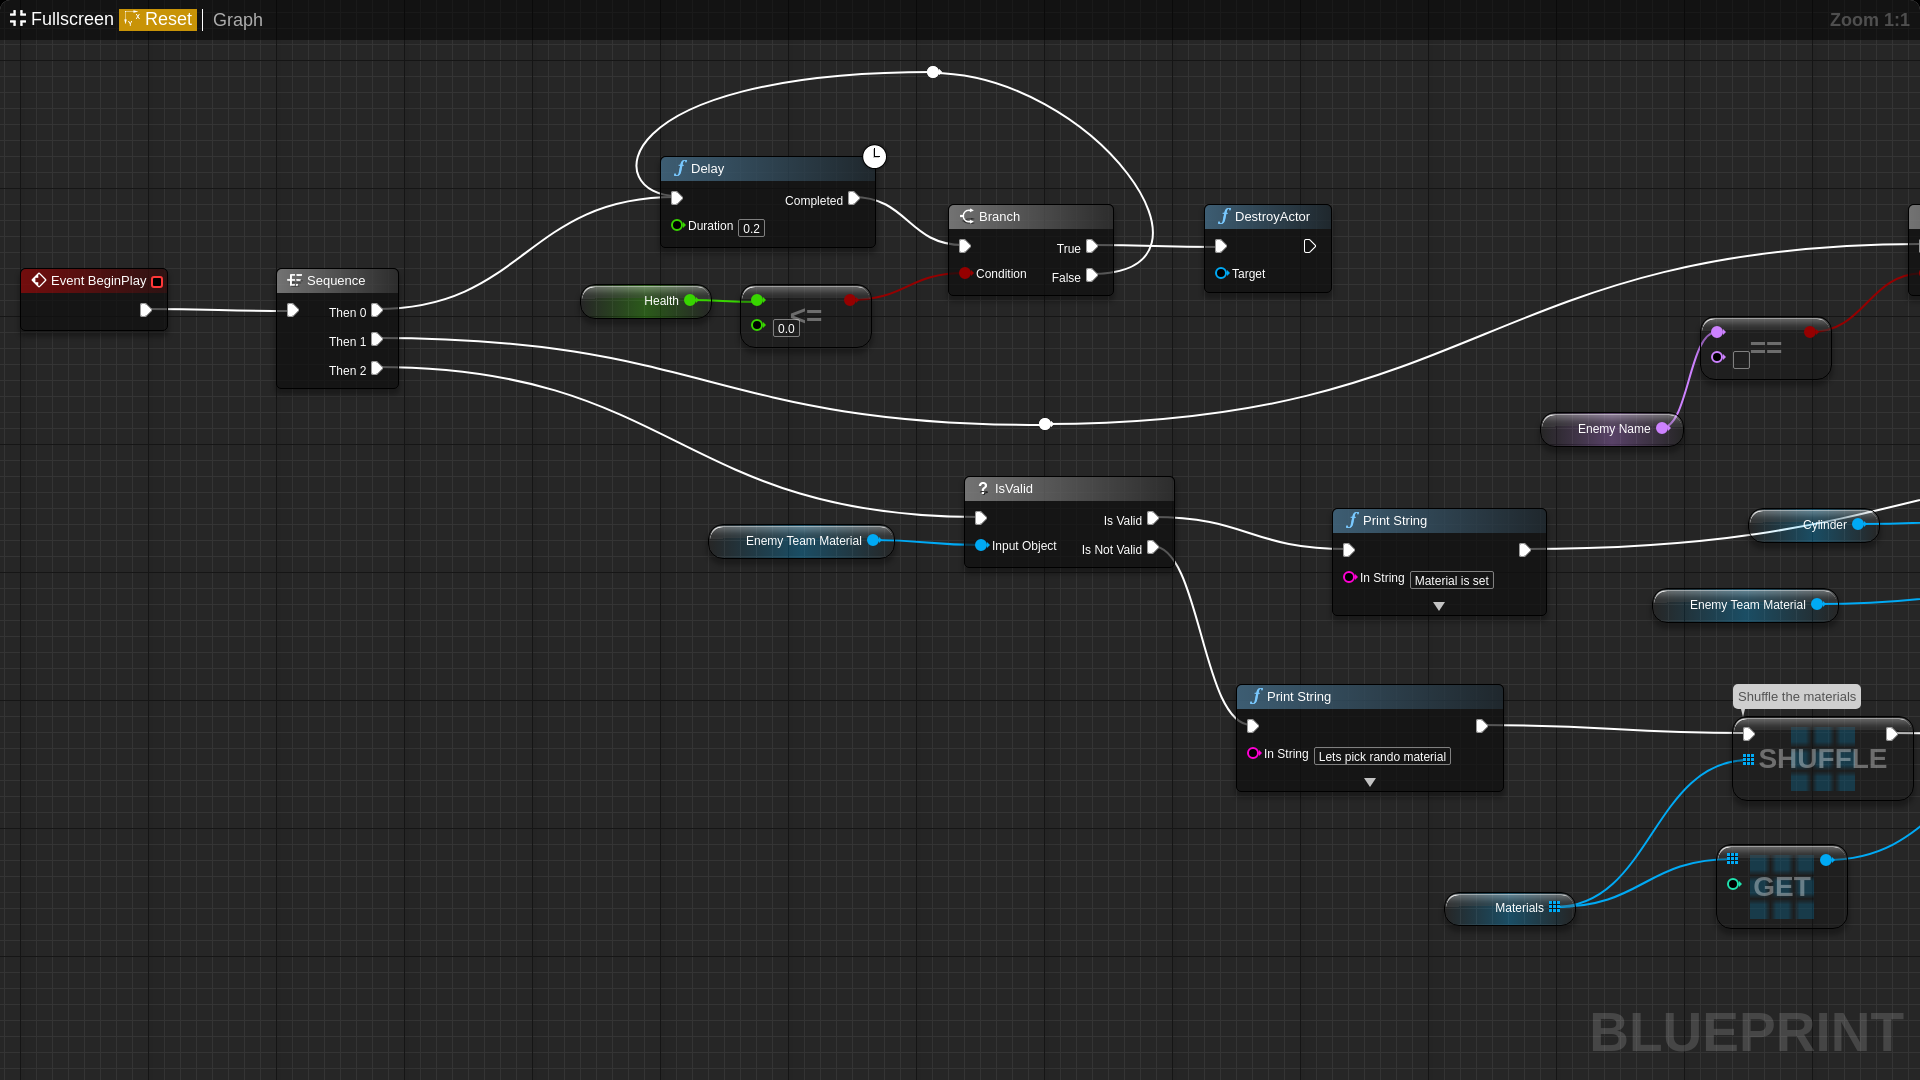 Fullscreen Reset Graph
Zoom 1:1
Delay
Completed
Duration 0.2
Branch
True
Condition
False
DestroyActor
Target
Event BeginPlay
Sequence
Then 0
Then 1
Then 2
Health
<=
0.0
==
Enemy Name
IsValid
Is Valid
Input Object
Is Not Valid
Enemy Team Material
Print String
In String Material is set
Cylinder
Enemy Team Material
Print String
In String Lets pick rando material
Shuffle the materials
SHUFFLE
GET
Materials
BLUEPRINT